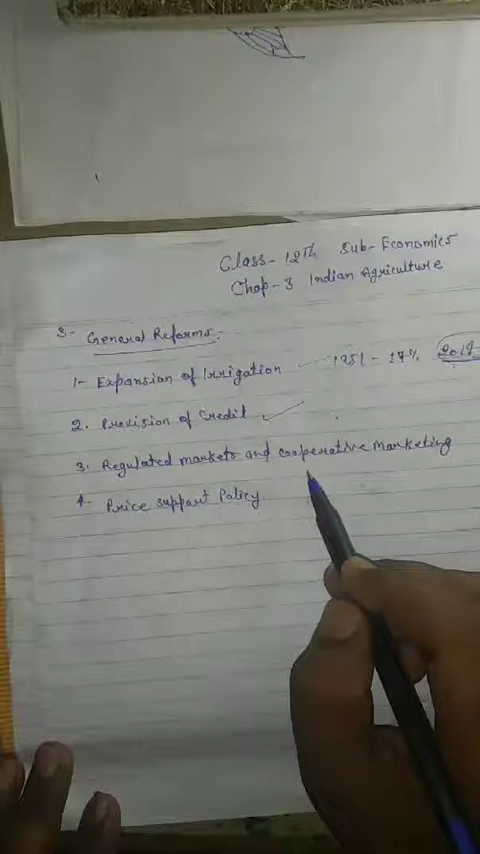 Class-12th Sub-Economics
Chap-3 Indian Agriculture
3- General Reforms:-
1- Expansion of Irrigation - 1951 - 17%
2. Provision of Credit
3. Regulated markets and cooperative Marketing
4- Price support Policy.